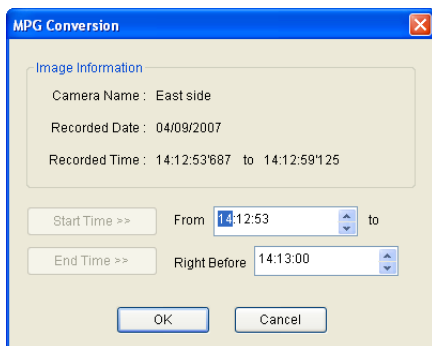 MPG Conversion
Image Information
Camera Name : East side
Recorded Date : 04/09/2007
Recorded Time : 14:12:53'687 to 14:12:59'125
Start Time >> From 14:12:53 to
End Time >> Right Before 14:13:00
OK Cancel